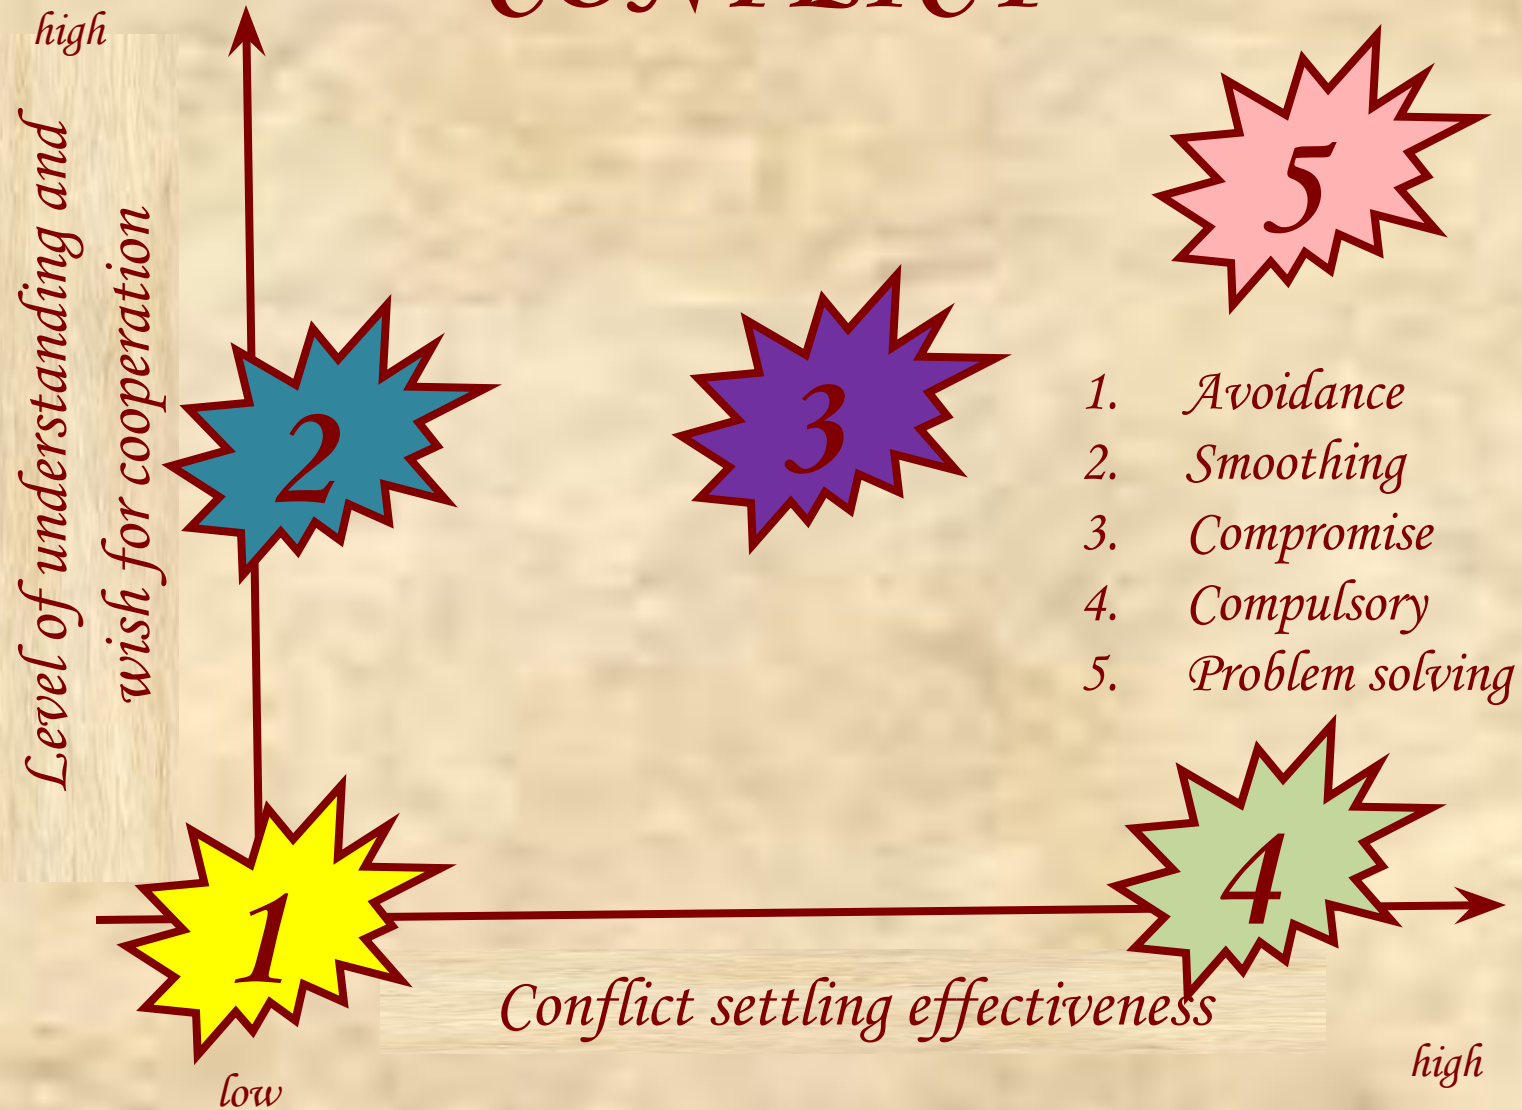 CONFLICT
high
Level of understanding and
wish for cooperation
5
2
3
1. Avoidance
2. Smoothing
3. Compromise
4. Compulsory
5. Problem solving
1
4
Conflict settling effectiveness
low
high